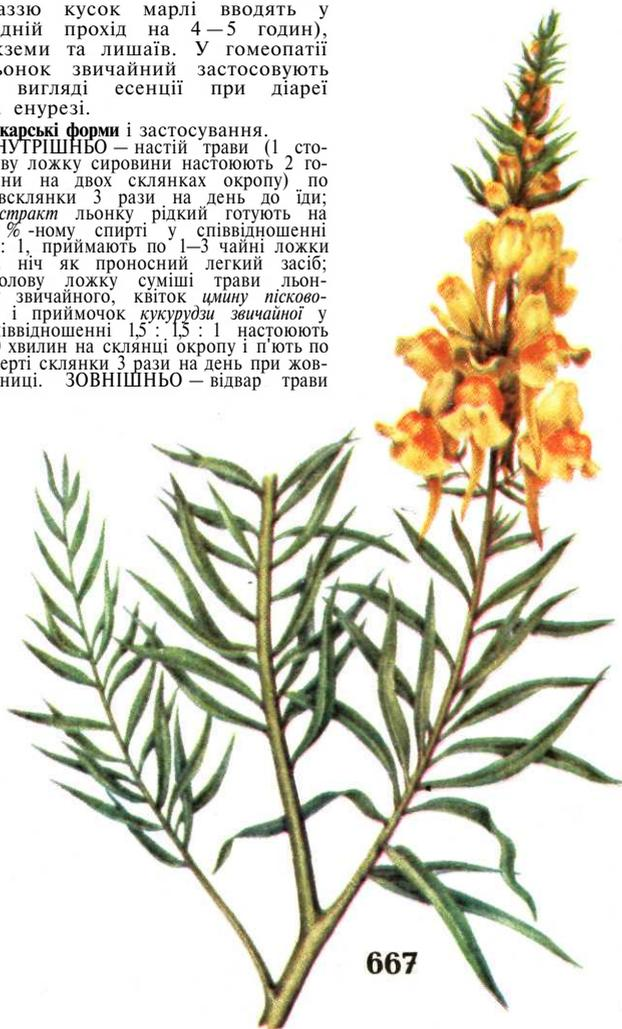 аззю кусок марлі вводять у
дній прохід на 4—5 годин),
кземи та лишаїв. У гомеопатії
ьонок звичайний застосовують
вигляді есенції при діареї
енурезі.
карські форми і застосування.
НУТРІШНЬО — настій трави (1 сто-
ву ложку сировини настоюють 2 го-
ни на двох склянках окропу) по
всклянки 3 рази на день до їди;
стракт льонку рідкий готують на
% -ному спирті у співвідношенні
: 1, приймають по 1—3 чайні ложки
ніч як проносний легкий засіб;
олову ложку суміші трави льон-
звичайного, квіток цмину пісково-
і приймочок кукурудзи звичайної у
піввідношенні 1,5 : 1,5 : 1 настоюють
хвилин на склянці окропу і п'ють по
ерті склянки 3 рази на день при жов-
ниці. ЗОВНІШНЬО — відвар трави
667